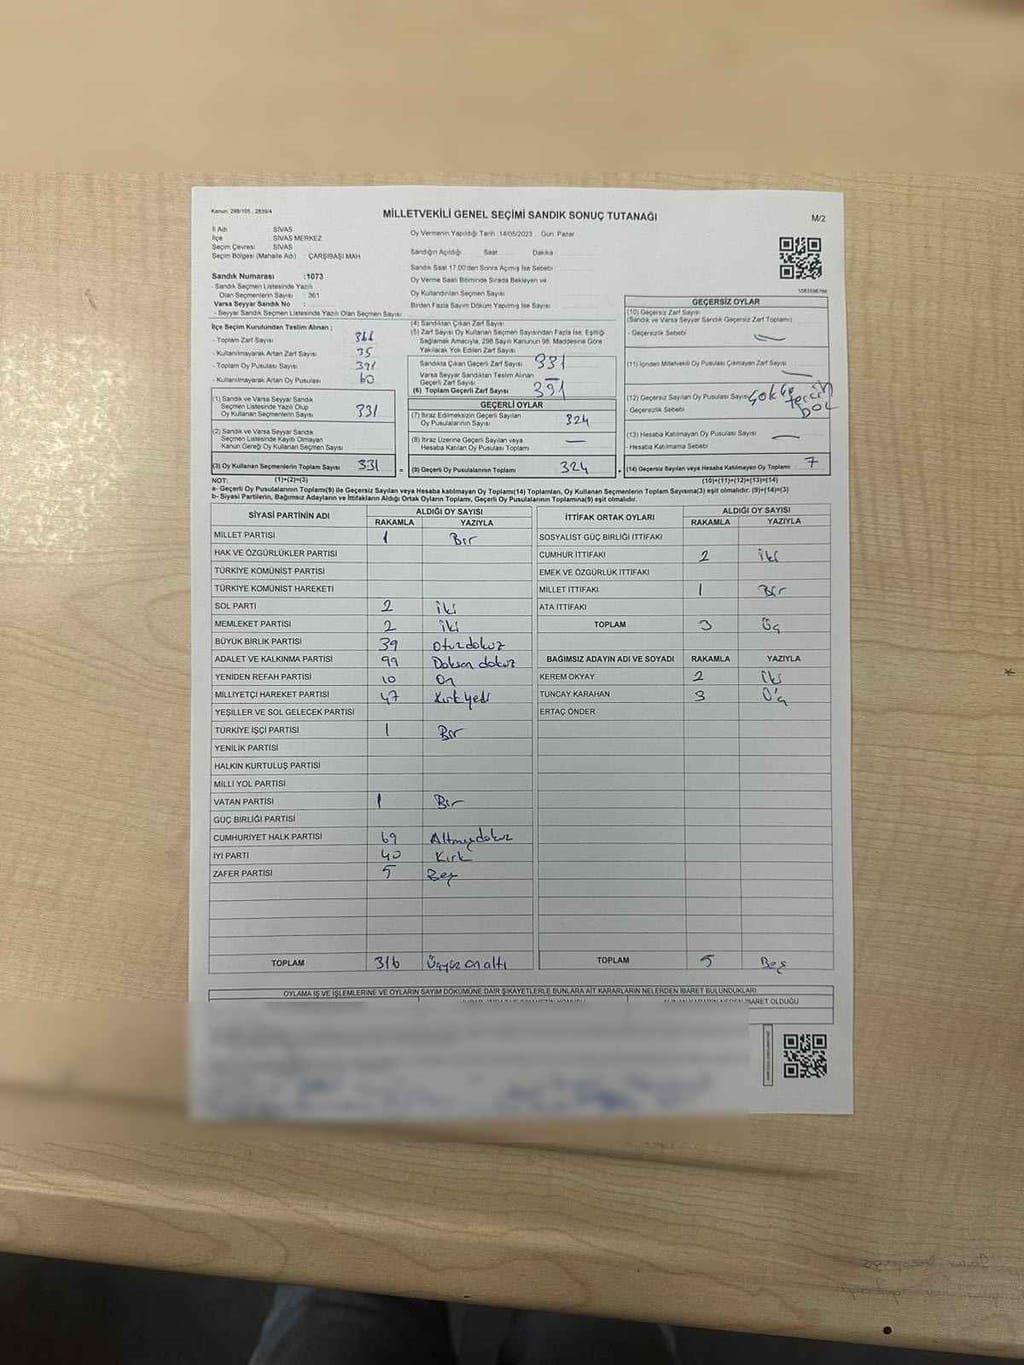 Kanun: 298/105 ; 2839/4
MİLLETVEKİLİ GENEL SEÇİMİ SANDIK SONUÇ TUTANAĞI
M/2
İl Adı : SİVAS
İlçe : SİVAS MERKEZ
Seçim Çevresi : SİVAS
Seçim Bölgesi (Mahalle Adı) : ÇARŞIBAŞI MAH
Oy Vermenin Yapıldığı Tarih :14/05/2023 Gün: Pazar
Sandığın Açıldığı Saat Dakika
Sandık Saat 17.00'den Sonra Açılmış İse Sebebi
Oy Verme Saati Bitiminde Sırada Bekleyen ve
Oy Kullandırılan Seçmen Sayısı
Birden Fazla Sayım Döküm Yapılmış İse Sayısı
Sandık Numarası :1073
- Sandık Seçmen Listesinde Yazılı
Olan Seçmenlerin Sayısı : 361
Varsa Seyyar Sandık No :
- Seyyar Sandık Seçmen Listesinde Yazılı Olan Seçmen Sayısı
İlçe Seçim Kurulundan Teslim Alınan ;
- Toplam Zarf Sayısı 366
- Kullanılmayarak Artan Zarf Sayısı 35
- Toplam Oy Pusulası 391
- Kullanılmayarak Artan Oy Pusulası 60
(1) Sandık ve Varsa Seyyar Sandık
Seçmen Listesinde Yazılı Olup
Oy Kullanan Seçmenlerin Sayısı 331
(2) Sandık ve Varsa Seyyar Sandık
Seçmen Listesinde Kayıtlı Olmayan
Kanun Gereği Oy Kullanan Seçmen Sayısı
(3) Oy Kullanan Seçmenlerin Toplam Sayısı 331
(1)+(2)=(3)
(4) Sandıktan Çıkan Zarf Sayısı
(5) Zarf Sayısı Oy Kullanan Seçmen Sayısından Fazla İse, Eşitliği
Sağlamak Amacıyla, 298 Sayılı Kanunun 98. Maddesine Göre
Yakılarak Yok Edilen Zarf Sayısı
Sandıkta Çıkan Geçerli Zarf Sayısı 331
Varsa Seyyar Sandıktan Teslim Alınan
Geçerli Zarf Sayısı —
(6) Toplam Geçerli Zarf Sayısı 331
GEÇERLİ OYLAR
(7) İtiraz Edilmeksizin Geçerli Sayılan
Oy Pusulasının Sayısı 324
(8) İtiraz Üzerine Geçerli Sayılan veya
Hesaba Katılan Oy Pusulası Toplamı —
(9) Geçerli Oy Pusulalarının Toplamı 324
GEÇERSİZ OYLAR
(10) Geçersiz Zarf Sayısı
(Sandık ve Varsa Seyyar Sandık Geçersiz Zarf Toplamı)
- Geçersizlik Sebebi
(11) İçinden Milletvekili Oy Pusulası Çıkmayan Zarf Sayısı
(12) Geçersiz Sayılan Oy Pusulası Sayısı
- Geçersizlik Sebebi
(13) Hesaba Katılmayan Oy Pusulası Sayısı —
- Hesaba Katılmama Sebebi
(14) Geçersiz Sayılan veya Hesaba Katılmayan Oy Toplamı 7
(10)+(11)+(12)+(13)=(14)
NOT:
a- Geçerli Oy Pusulalarının Toplamı(9) ile Geçersiz Sayılan veya Hesaba katılmayan Oy Toplamı(14) Toplamları, Oy Kullanan Seçmenlerin Toplam Sayısına(3) eşit olmalıdır. (9)+(14)=(3)
b- Siyasi Partilerin, Bağımsız Adayların ve İttifakların Aldığı Ortak Oyların Toplamı, Geçerli Oy Pusulalarının Toplamına(9) eşit olmalıdır.
SİYASİ PARTİNİN ADI ALDIĞI OY SAYISI
RAKAMLA YAZIYLA
MİLLET PARTİSİ 1 Bir
HAK VE ÖZGÜRLÜKLER PARTİSİ
TÜRKİYE KOMÜNİST PARTİSİ
TÜRKİYE KOMÜNİST HAREKETİ
SOL PARTİ 2 iki
MEMLEKET PARTİSİ 2 iki
BÜYÜK BİRLİK PARTİSİ 39 otuzdokuz
ADALET VE KALKINMA PARTİSİ 99 Doksan dokuz
YENİDEN REFAH PARTİSİ 10 On
MİLLİYETÇİ HAREKET PARTİSİ 47 Kırkyedi
YEŞİLLER VE SOL GELECEK PARTİSİ
TÜRKİYE İŞÇİ PARTİSİ 1 Bir
YENİLİK PARTİSİ
HALKIN KURTULUŞ PARTİSİ
MİLLİ YOL PARTİSİ
VATAN PARTİSİ 1 Bir
GÜÇ BİRLİĞİ PARTİSİ
CUMHURİYET HALK PARTİSİ 69 Altmışdokuz
İYİ PARTİ 40 Kırk
ZAFER PARTİSİ 5 Beş
TOPLAM 316 Üçyüz onaltı
İTTİFAK ORTAK OYLARI ALDIĞI OY SAYISI
RAKAMLA YAZIYLA
SOSYALİST GÜÇ BİRLİĞİ İTTİFAKI
CUMHUR İTTİFAKI 2 iki
EMEK VE ÖZGÜRLÜK İTTİFAKI
MİLLET İTTİFAKI 1 Bir
ATA İTTİFAKI
TOPLAM 3 Üç
BAĞIMSIZ ADAYIN ADI VE SOYADI RAKAMLA YAZIYLA
KEREM OKYAY 2 iki
TUNCAY KARAHAN 3 Üç
ERTAÇ ÖNDER
TOPLAM 5 Beş
OYLAMA İŞ VE İŞLEMLERİNE VE OYLARIN SAYIM DÖKÜMÜNE DAİR ŞİKAYETLERLE BUNLARA AİT KARARLARIN NELERDEN İBARET BULUNDUKLARI